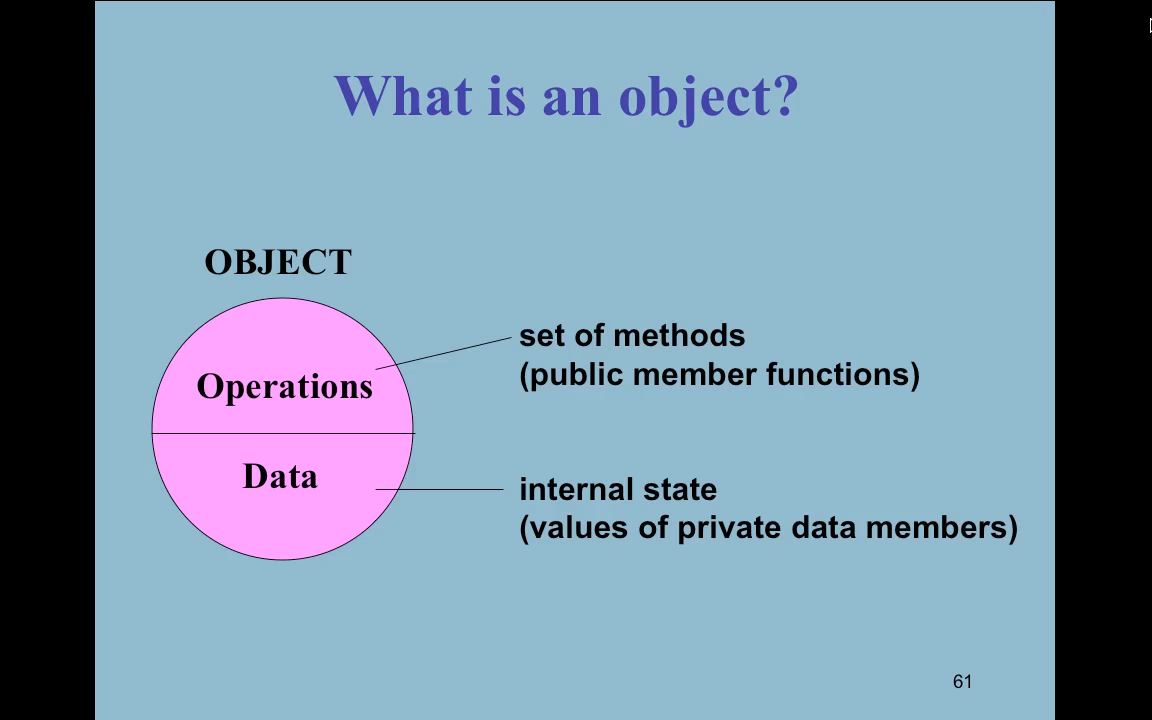 What is an object?
OBJECT
set of methods
(public member functions)
Operations
Data
internal state
(values of private data members)
61